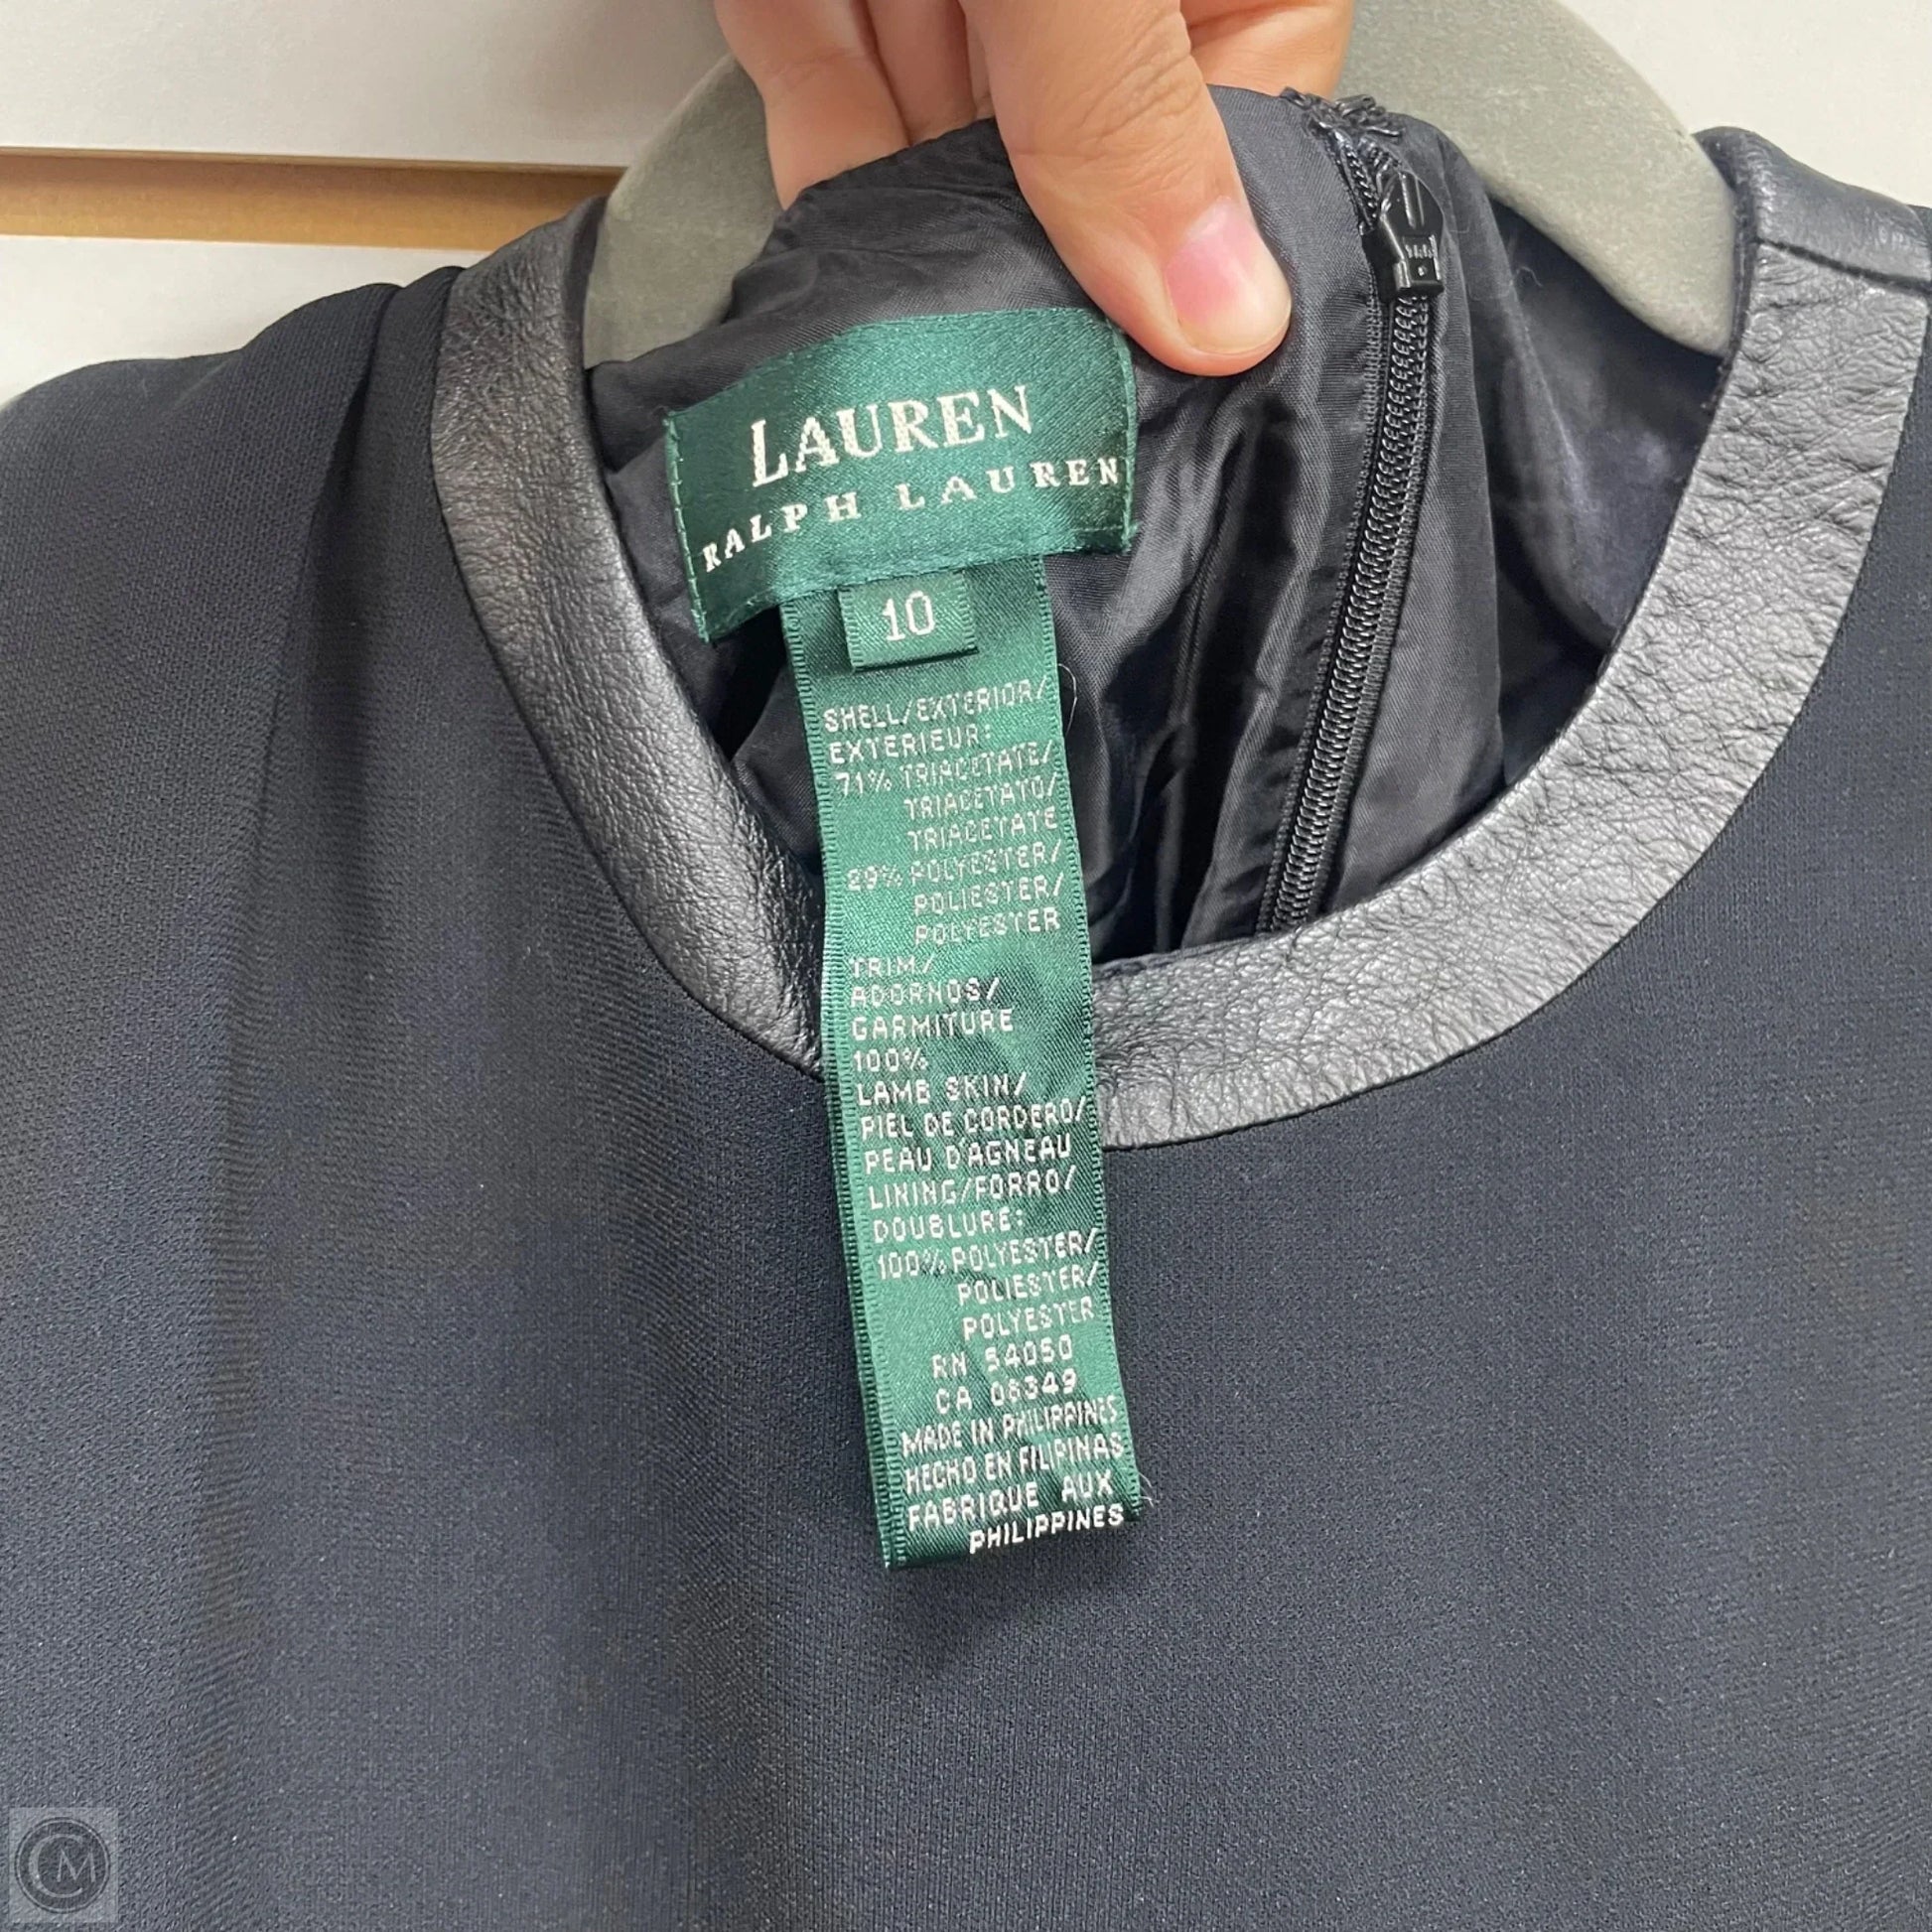 LAUREN
RALPH LAUREN
10
SHELL/EXTERIOR/
EXTERIEUR:
71% TRIACETATE/
TRIACETATO/
TRIACETATE
29% POLYESTER/
POLIESTER/
POLYESTER
TRIM/
ADORNOS/
GARNITURE
100%
LAMB SKIN/
PIEL DE CORDERO/
PEAU D'AGNEAU
LINING/FORRO/
DOUBLURE:
100% POLYESTER/
POLIESTER/
POLYESTER
RN 54050
CA 08349
MADE IN PHILIPPINES
HECHO EN FILIPINAS
FABRIQUE AUX
PHILIPPINES
CM